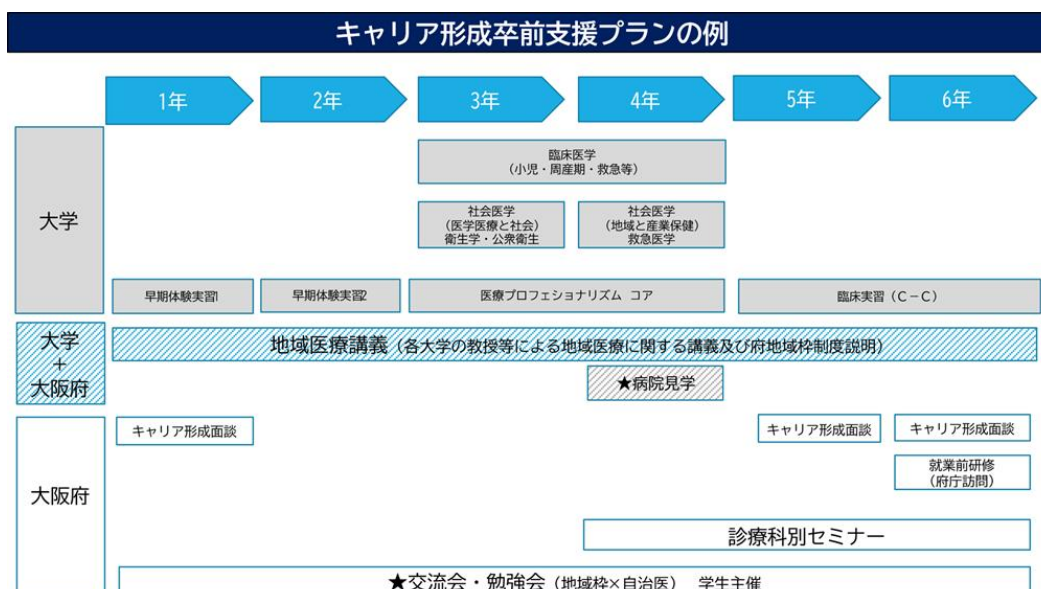 キャリア形成卒前支援プランの例
1年
2年
3年
4年
5年
6年
大学
臨床医学
（小児・周産期・救急等）
社会医学
（医学医療と社会）
衛生学・公衆衛生
社会医学
（地域と産業保健）
救急医学
早期体験実習1
早期体験実習2
医療プロフェショナリズム コア
臨床実習（C－C）
大学
+
大阪府
地域医療講義（各大学の教授等による地域医療に関する講義及び府地域枠制度説明）
★病院見学
大阪府
キャリア形成面談
キャリア形成面談
キャリア形成面談
就業前研修
（府庁訪問）
診療科別セミナー
★交流会・勉強会（地域枠×自治医） 学生主催